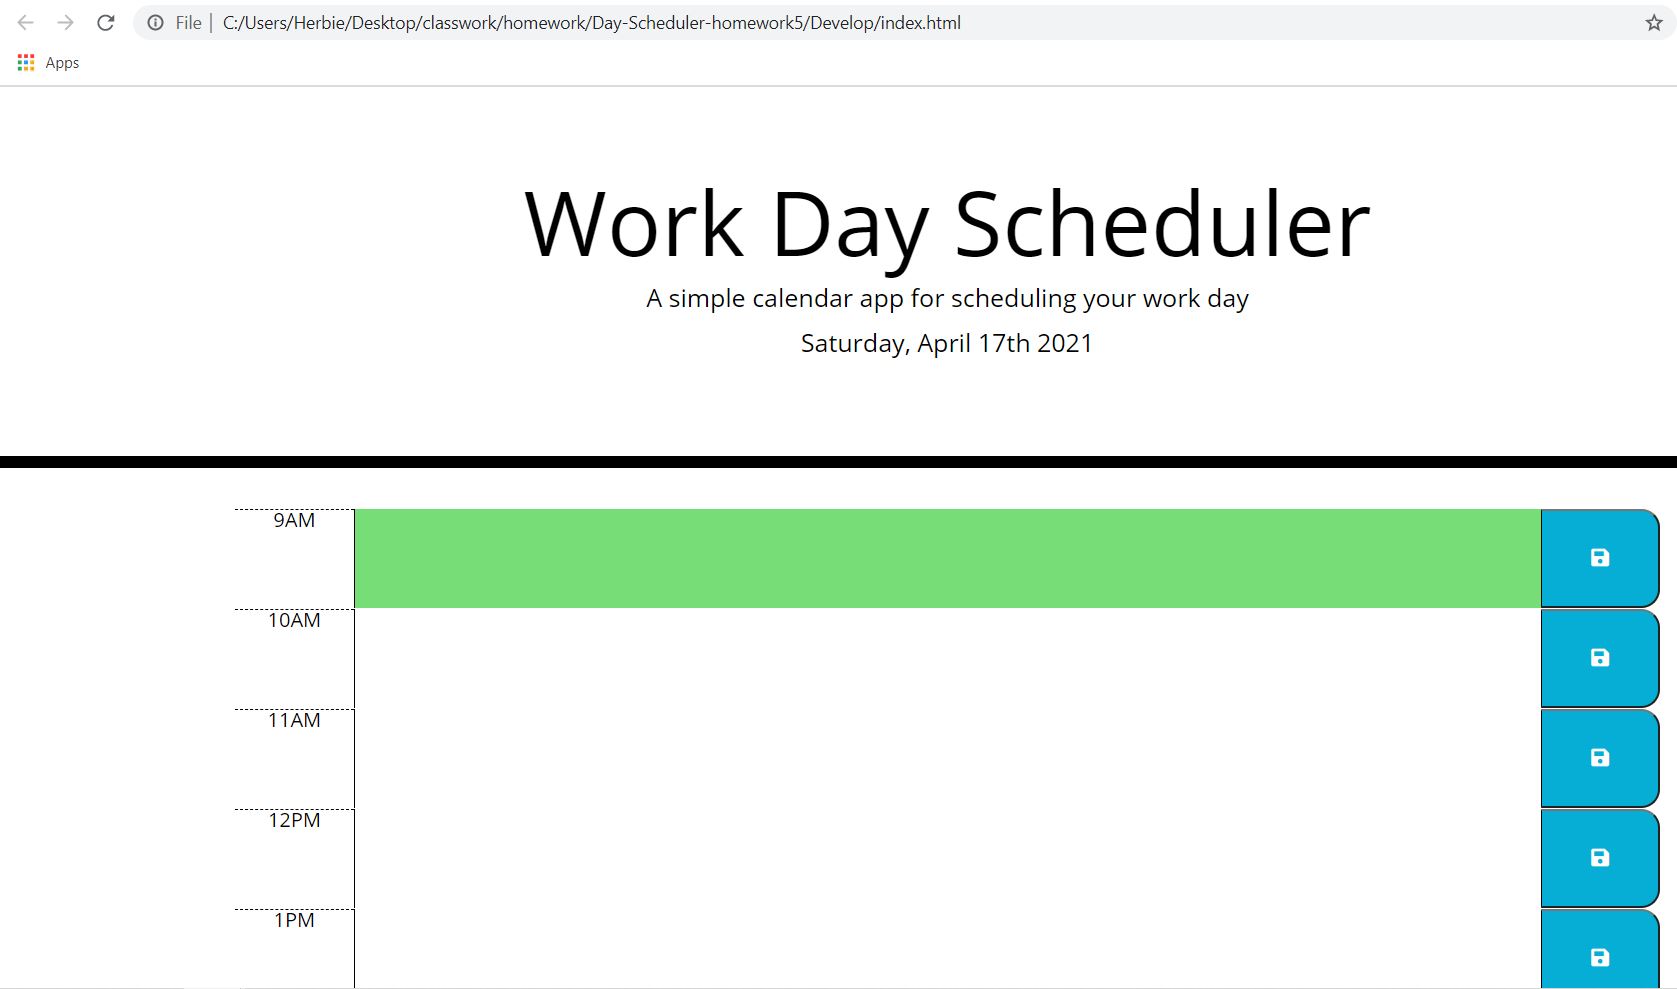 File | C:/Users/Herbie/Desktop/classwork/homework/Day-Scheduler-homework5/Develop/index.html
Apps
Work Day Scheduler
A simple calendar app for scheduling your work day
Saturday, April 17th 2021
9AM
10AM
11AM
12PM
1PM